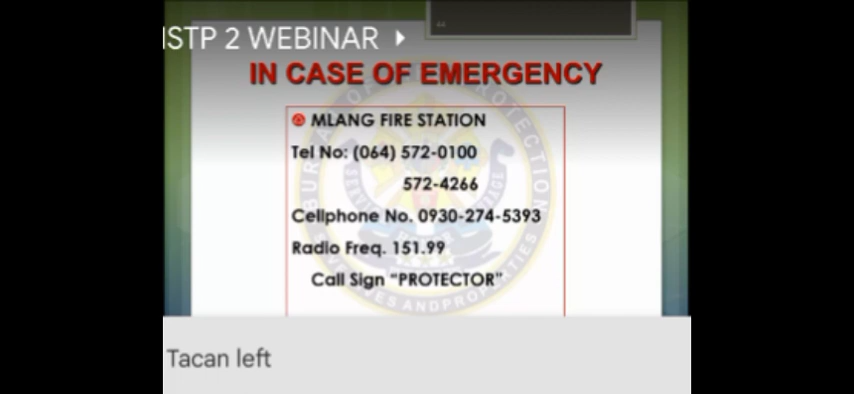 ISTP 2 WEBINAR
IN CASE OF EMERGENCY
MLANG FIRE STATION
Tel No: (064) 572-0100
572-4266
Cellphone No. 0930-274-5393
Radio Freq. 151.99
Call Sign "PROTECTOR"
Tacan left